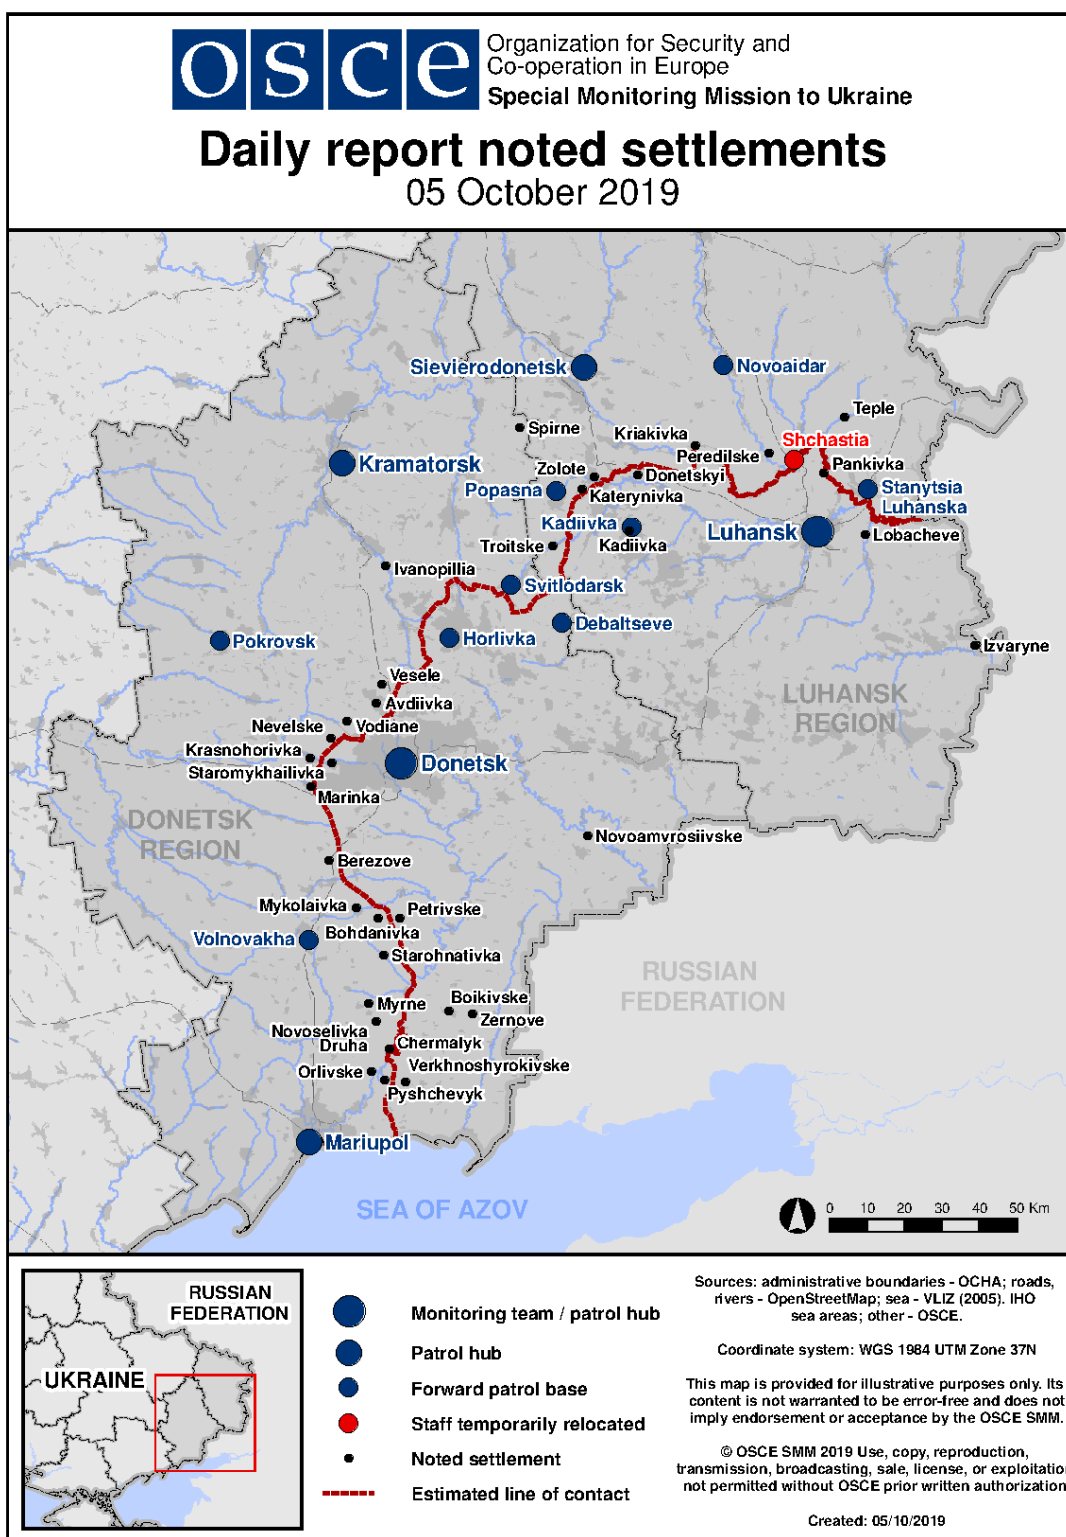 osce
Organization for Security and
Co-operation in Europe
Special Monitoring Mission to Ukraine
Daily report noted settlements
05 October 2019
Sievierodonetsk
Novoaidar
Teple
Spirne
Kriakivka
Shchastia
Peredilske
Kramatorsk
Zolote
Donetskyi
Pankivka
Popasna
Katerynivka
Stanytsia
Luhanska
Kadiivka
Luhansk
Kadiivka
Lobacheve
Troitske
Ivanopillia
Svitlodarsk
Debaltseve
Pokrovsk
Horlivka
Izvaryne
Vesele
LUHANSK
REGION
Avdiivka
Nevelske
Vodiane
Krasnohorivka
Donetsk
Staromykhailivka
Marinka
DONETSK
REGION
Novoamvrosiivske
Berezove
Mykolaivka
Petrivske
Bohdanivka
Volnovakha
Starohnativka
RUSSIAN
FEDERATION
Boikivske
Myrne
Zernove
Novoselivka
Druha
Chermalyk
Verkhnoshyrokivske
Orlivske
Pyshchevyk
Mariupol
SEA OF AZOV
0 10 20 30 40 50 Km
RUSSIAN
FEDERATION
UKRAINE
Monitoring team / patrol hub
Patrol hub
Forward patrol base
Staff temporarily relocated
Noted settlement
Estimated line of contact
Sources: administrative boundaries - OCHA; roads,
rivers - OpenStreetMap; sea - VLIZ (2005). IHO
sea areas; other - OSCE.
Coordinate system: WGS 1984 UTM Zone 37N
This map is provided for illustrative purposes only. Its
content is not warranted to be error-free and does not
imply endorsement or acceptance by the OSCE SMM.
© OSCE SMM 2019 Use, copy, reproduction,
transmission, broadcasting, sale, license, or exploitation
not permitted without OSCE prior written authorization
Created: 05/10/2019